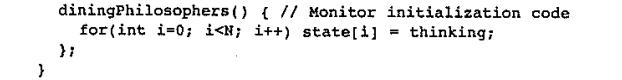 diningPhilosophers() { // Monitor initialization code
for(int i=0; i<N; i++) state[i] = thinking;
};
}